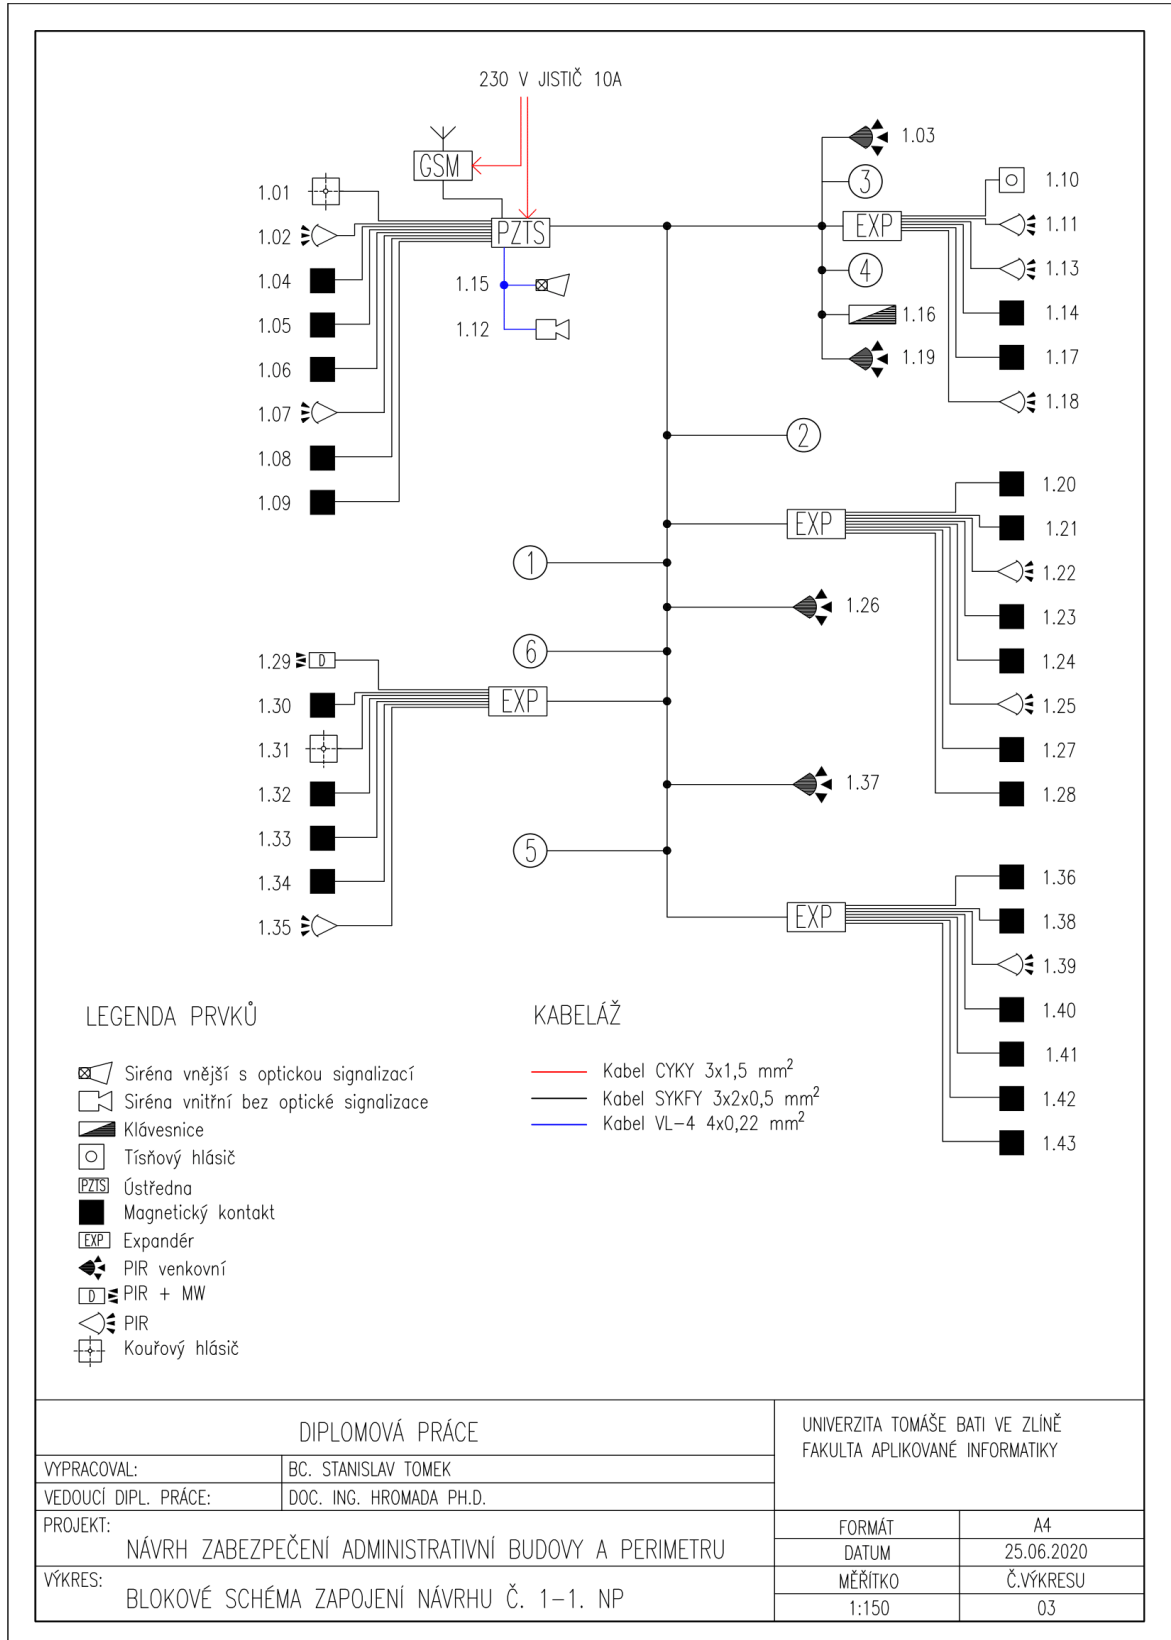 230 V JISTIČ 10A
GSM
PZTS
1.01
1.02
1.04
1.05
1.06
1.07
1.08
1.09
1.15
1.12
1.03
3
EXP
4
1.16
1.19
1.10
1.11
1.13
1.14
1.17
1.18
2
EXP
1.20
1.21
1.22
1.23
1.24
1.25
1.27
1.28
1
1.26
6
1.29
D
1.30
1.31
1.32
1.33
1.34
1.35
EXP
1.37
5
EXP
1.36
1.38
1.39
1.40
1.41
1.42
1.43
LEGENDA PRVKŮ
Siréna vnější s optickou signalizací
Siréna vnitřní bez optické signalizace
Klávesnice
Tísňový hlásič
PZTS Ústředna
Magnetický kontakt
EXP Expandér
PIR venkovní
D PIR + MW
PIR
Kouřový hlásič
KABELÁŽ
Kabel CYKY 3x1,5 mm²
Kabel SYKFY 3x2x0,5 mm²
Kabel VL-4 4x0,22 mm²
DIPLOMOVÁ PRÁCE
UNIVERZITA TOMÁŠE BATI VE ZLÍNĚ
FAKULTA APLIKOVANÉ INFORMATIKY
VYPRACOVAL: BC. STANISLAV TOMEK
VEDOUCÍ DIPL. PRÁCE: DOC. ING. HROMADA PH.D.
PROJEKT:
NÁVRH ZABEZPEČENÍ ADMINISTRATIVNÍ BUDOVY A PERIMETRU
VÝKRES:
BLOKOVÉ SCHÉMA ZAPOJENÍ NÁVRHU Č. 1-1. NP
FORMÁT A4
DATUM 25.06.2020
MĚŘÍTKO Č.VÝKRESU
1:150 03